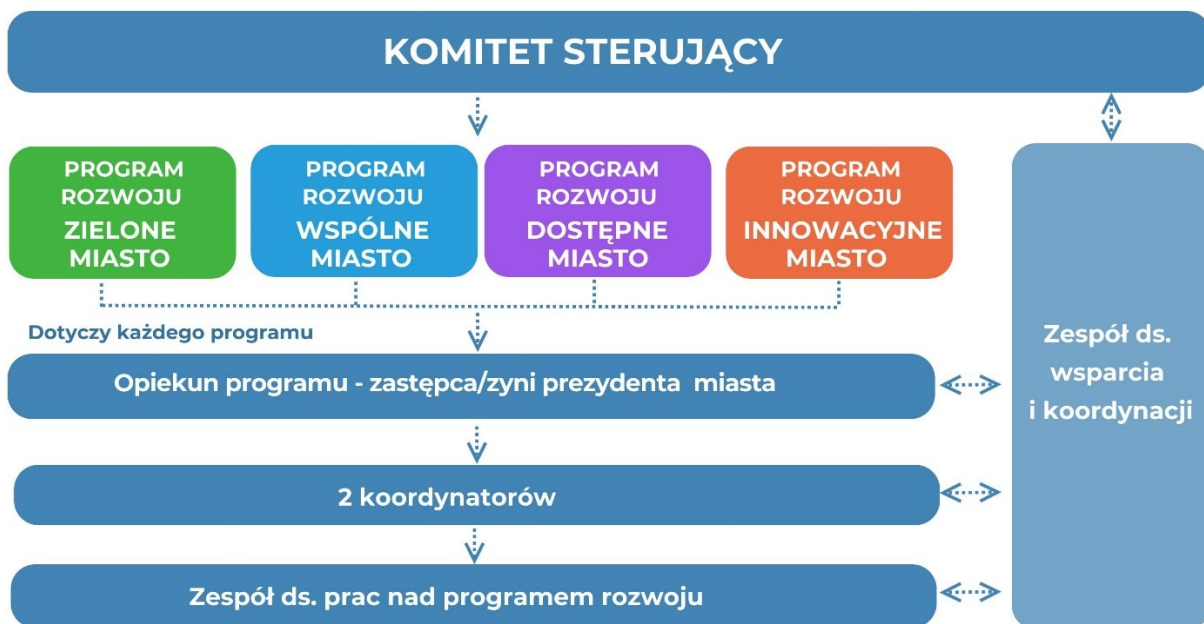 KOMITET STERUJĄCY
PROGRAM
ROZWOJU
ZIELONE
MIASTO
PROGRAM
ROZWOJU
WSPÓLNE
MIASTO
PROGRAM
ROZWOJU
DOSTĘPNE
MIASTO
PROGRAM
ROZWOJU
INNOWACYJNE
MIASTO
Dotyczy każdego programu
Opiekun programu - zastępca/zyni prezydenta miasta
2 koordynatorów
Zespół ds. prac nad programem rozwoju
Zespół ds.
wsparcia
i koordynacji